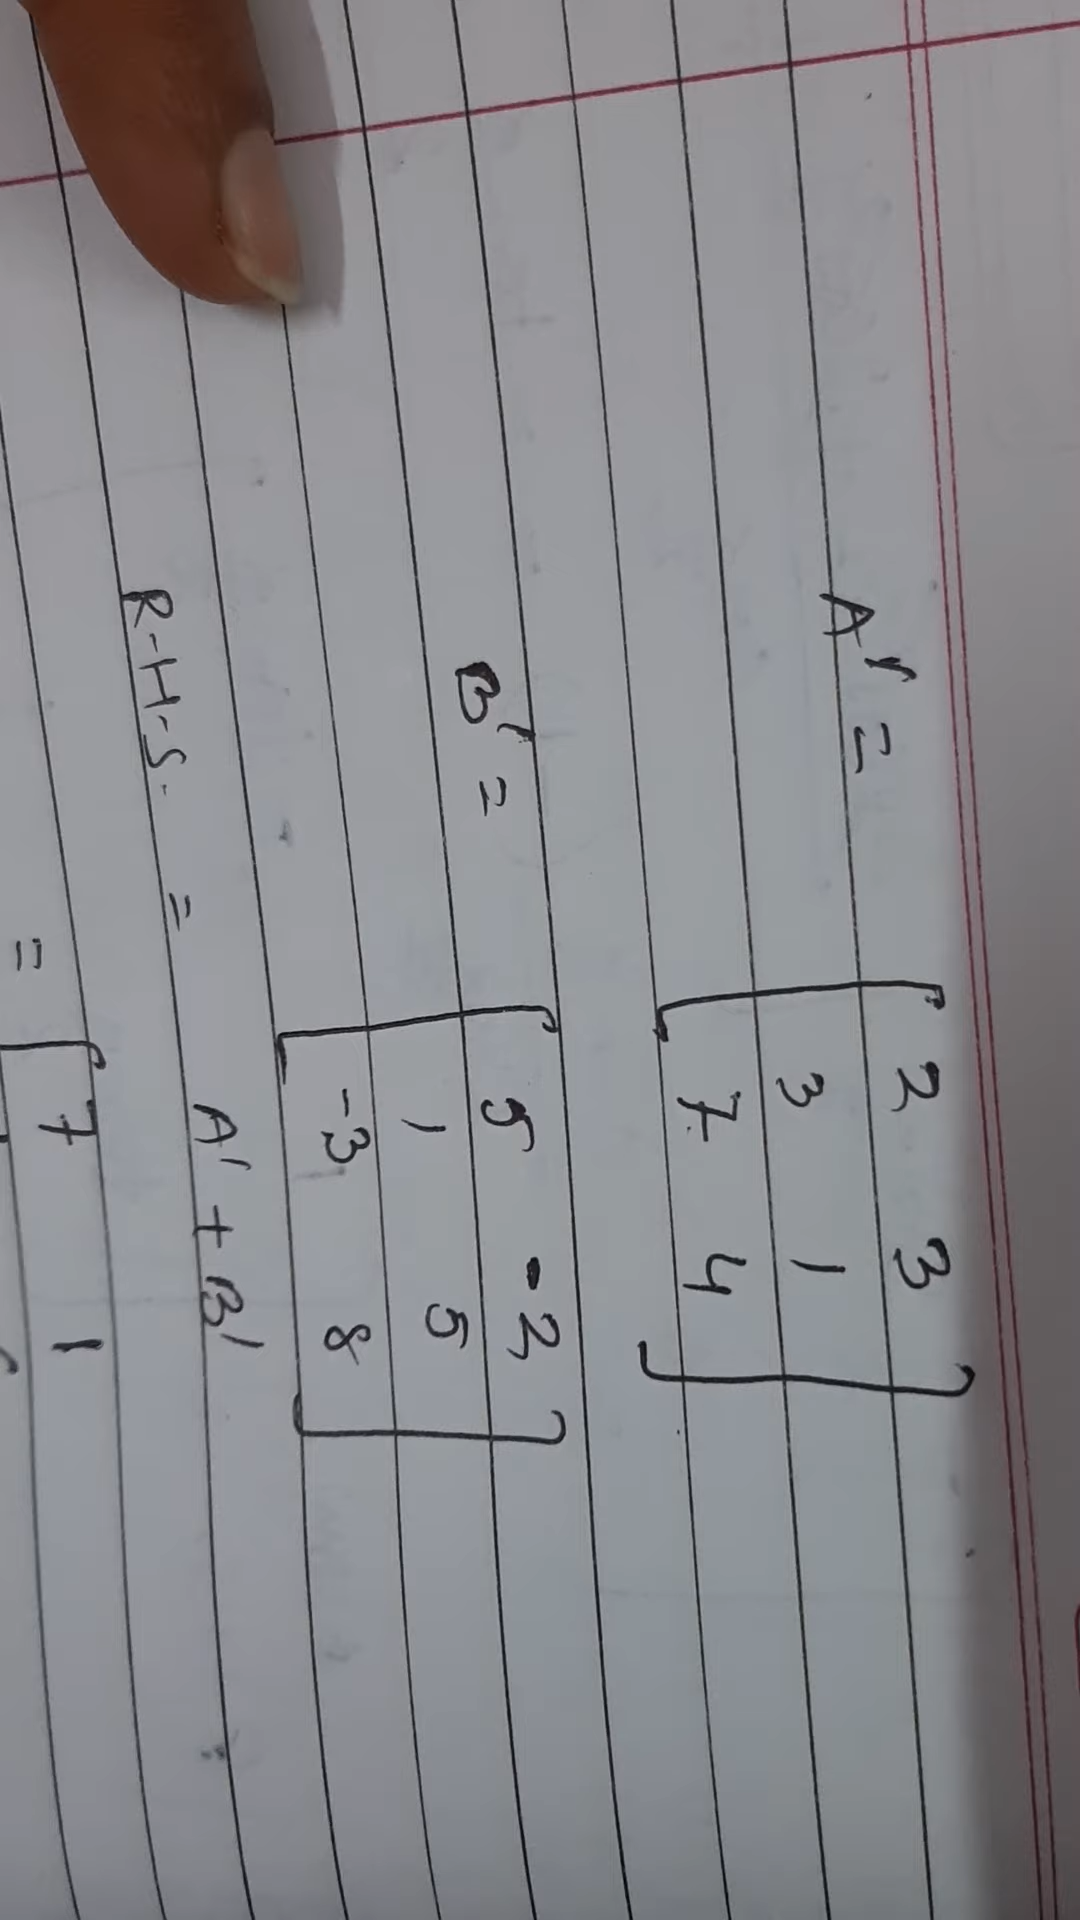 A' = [ 2 3
3 1
7 4 ]
B' = [ 5 -2
1 5
-3 8 ]
R.H.S. = A' + B'
= [ 7 1